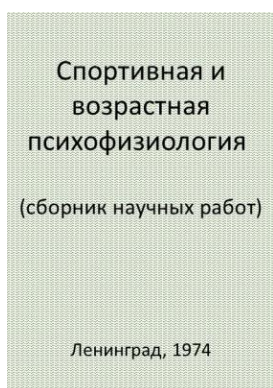 Спортивная и
возрастная
психофизиология
(сборник научных работ)
Ленинград, 1974